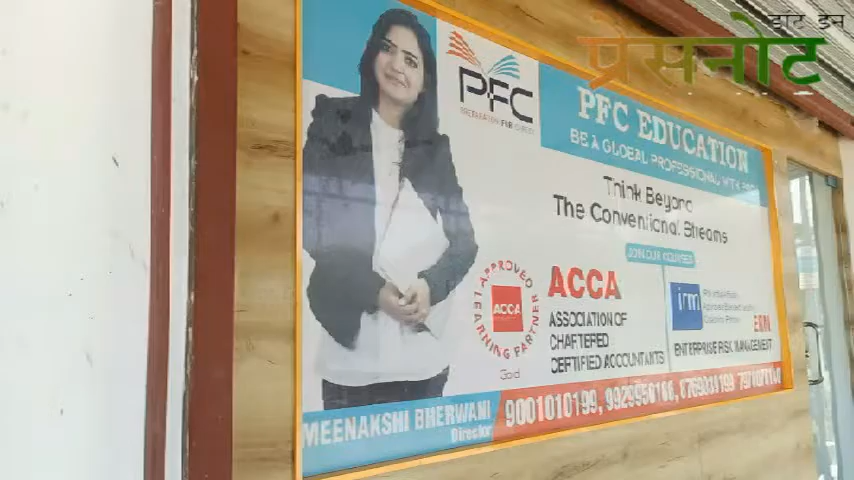 प्रेसनोट
डॉट इन
PFC
PREPARATION FOR CAREER
PFC EDUCATION
BE A GLOBAL PROFESSIONAL WITH PFC
Think Beyond
The Conventional Streams
JOIN OUR COURSES
APPROVED
LEARNING PARTNER
ACCA
Gold
ACCA
ASSOCIATION OF
CHARTERED
CERTIFIED ACCOUNTANTS
irm
ERM
ENTERPRISE RISK MANAGEMENT
MEENAKSHI BHERWANI
Director
9001010199,